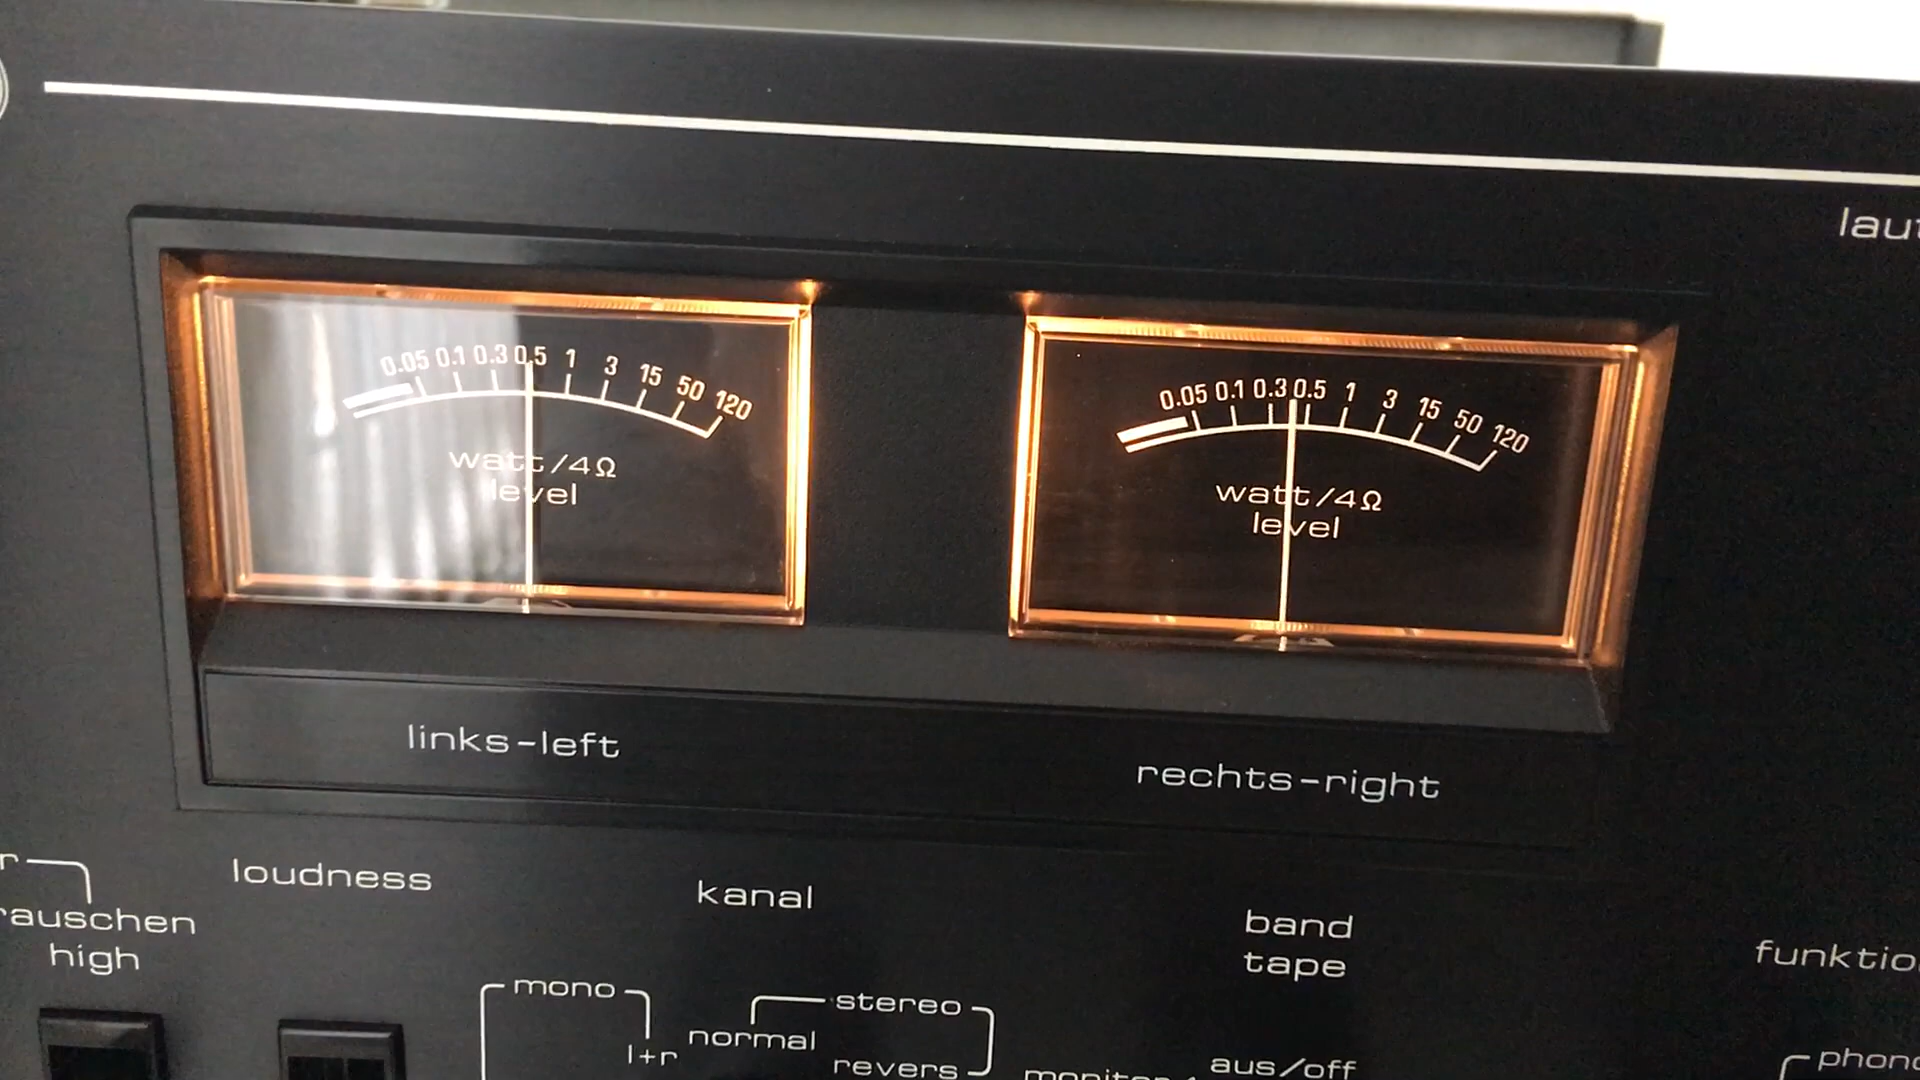 laut
0.05 0.1 0.3 0.5 1 3 15 50 120
watt/4Ω
level
0.05 0.1 0.3 0.5 1 3 15 50 120
watt/4Ω
level
links-left
rechts-right
r
rauschen
high
loudness
kanal
mono
l+r
stereo
normal
revers
band
tape
monitor
aus/off
funktio
phono